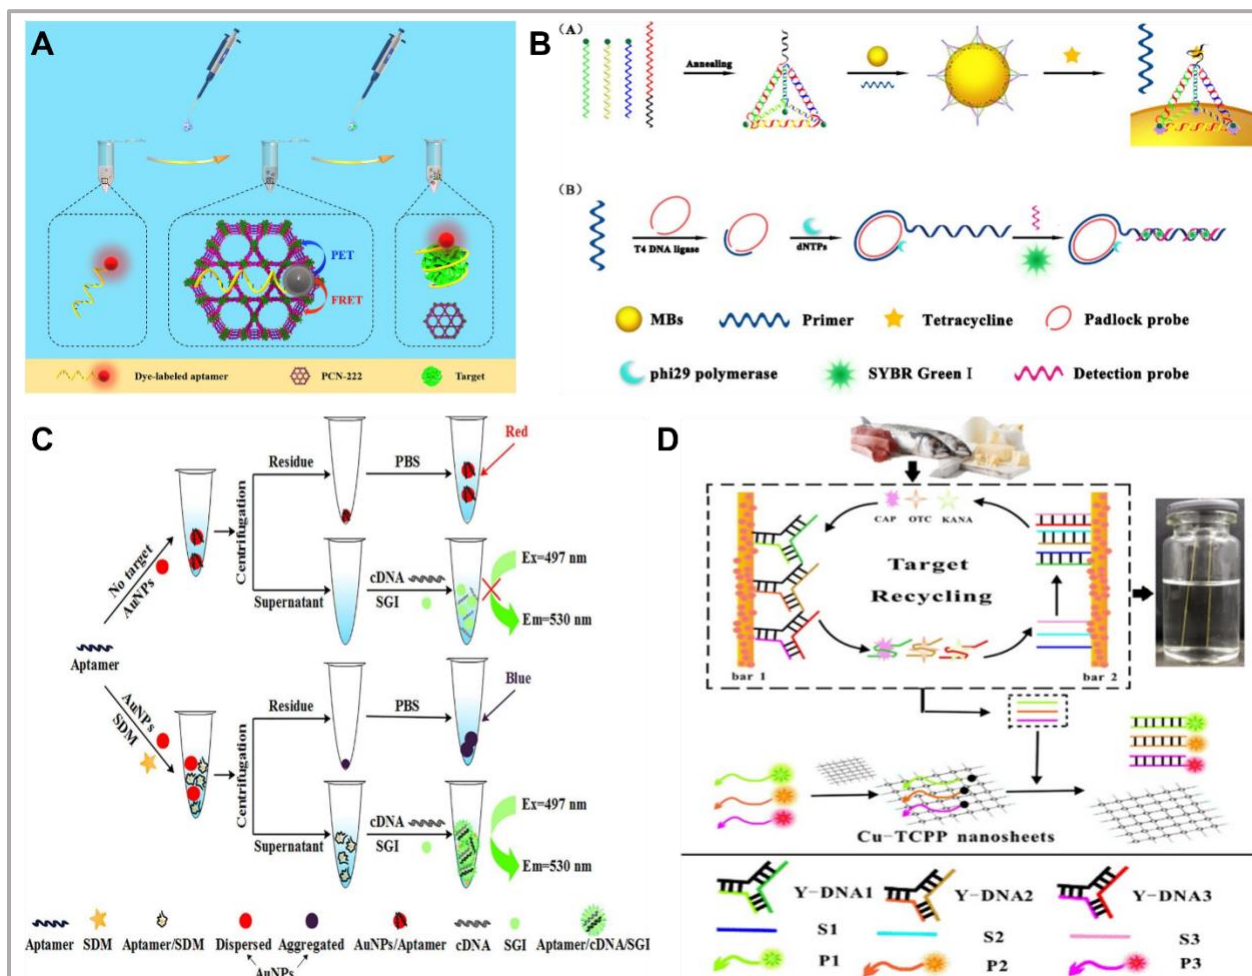 A
PET
FRET
Dye-labeled aptamer
PCN-222
Target
B
(A)
Annealing
(B)
T4 DNA ligase
dNTPs
MBs
Primer
Tetracycline
Padlock probe
phi29 polymerase
SYBR Green I
Detection probe
C
Residue
PBS
Red
No target
AuNPs
Centrifugation
Supernatant
cDNA
SGI
Ex=497 nm
Em=530 nm
Aptamer
AuNPs
SDM
Centrifugation
Residue
PBS
Blue
Supernatant
cDNA
SGI
Ex=497 nm
Em=530 nm
Aptamer SDM Aptamer/SDM Dispersed Aggregated AuNPs/Aptamer cDNA SGI Aptamer/cDNA/SGI
AuNPs
D
CAP OTC KANA
Target
Recycling
bar 1
bar 2
Cu-TCPP nanosheets
Y-DNA1 Y-DNA2 Y-DNA3
S1 S2 S3
P1 P2 P3